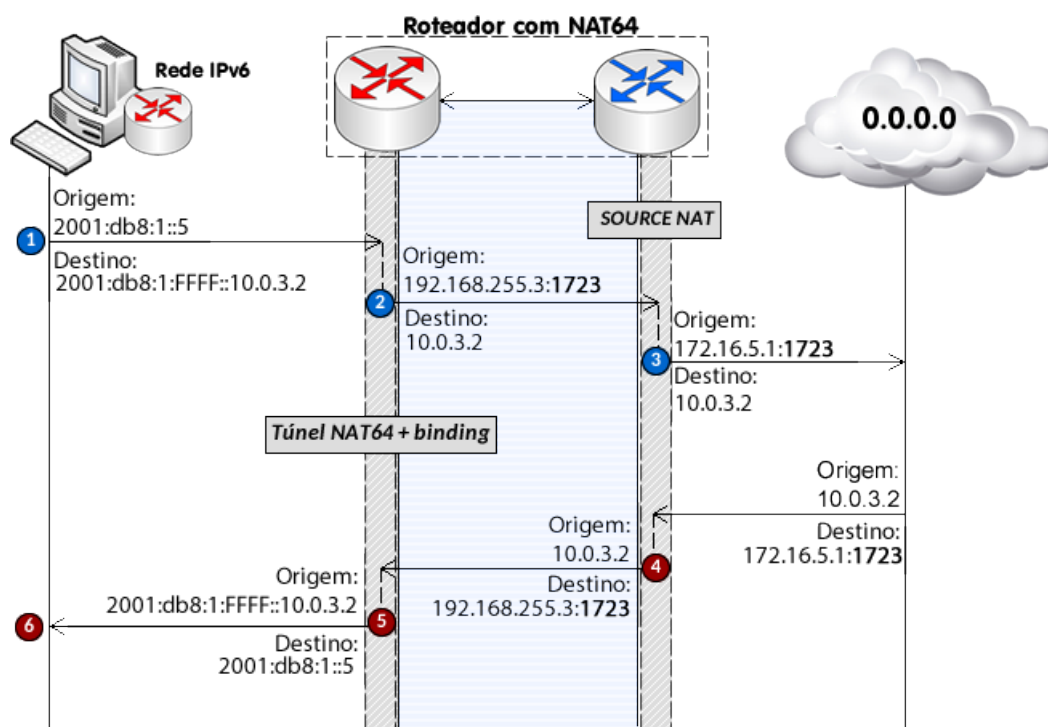 Roteador com NAT64
Rede IPv6
0.0.0.0
Origem:
2001:db8:1::5
1
Destino:
2001:db8:1:FFFF::10.0.3.2
SOURCE NAT
Origem:
192.168.255.3:1723
2
Destino:
10.0.3.2
Origem:
172.16.5.1:1723
3
Destino:
10.0.3.2
Túnel NAT64 + binding
Origem:
10.0.3.2
Destino:
172.16.5.1:1723
Origem:
10.0.3.2
4
Destino:
192.168.255.3:1723
Origem:
2001:db8:1:FFFF::10.0.3.2
5
6
Destino:
2001:db8:1::5